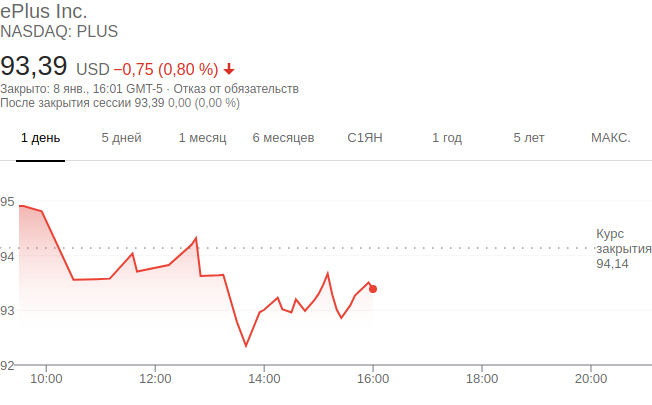 ePlus Inc.
NASDAQ: PLUS
93,39 USD −0,75 (0,80 %)
Закрыто: 8 янв., 16:01 GMT-5 · Отказ от обязательств
После закрытия сессии 93,39 0,00 (0,00 %)
1 день 5 дней 1 месяц 6 месяцев С1ЯН 1 год 5 лет МАКС.
95
Курс
закрытия
94,14
94
93
92
10:00 12:00 14:00 16:00 18:00 20:00